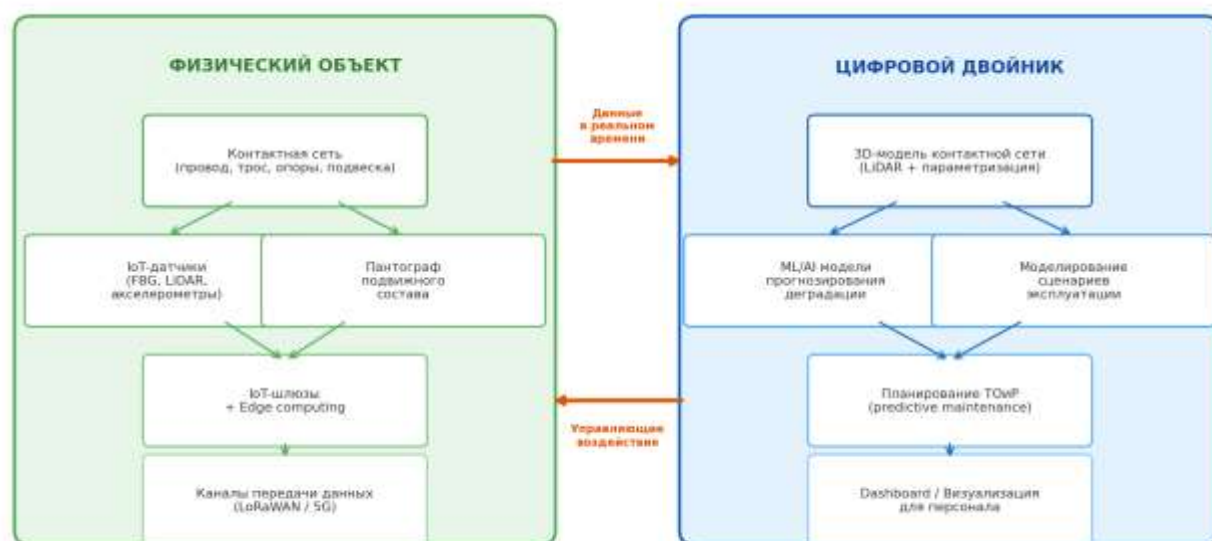 ФИЗИЧЕСКИЙ ОБЪЕКТ
Контактная сеть
(провод, трос, опоры, подвеска)
IoT-датчики
(FBG, LiDAR,
акселерометры)
Пантограф
подвижного
состава
IoT-шлюзы
+ Edge computing
Каналы передачи данных
(LoRaWAN / 5G)
Данные
в реальном
времени
Управляющие
воздействия
ЦИФРОВОЙ ДВОЙНИК
3D-модель контактной сети
(LiDAR + параметризация)
ML/AI модели
прогнозирования
деградации
Моделирование
сценариев
эксплуатации
Планирование ТОиР
(predictive maintenance)
Dashboard / Визуализация
для персонала